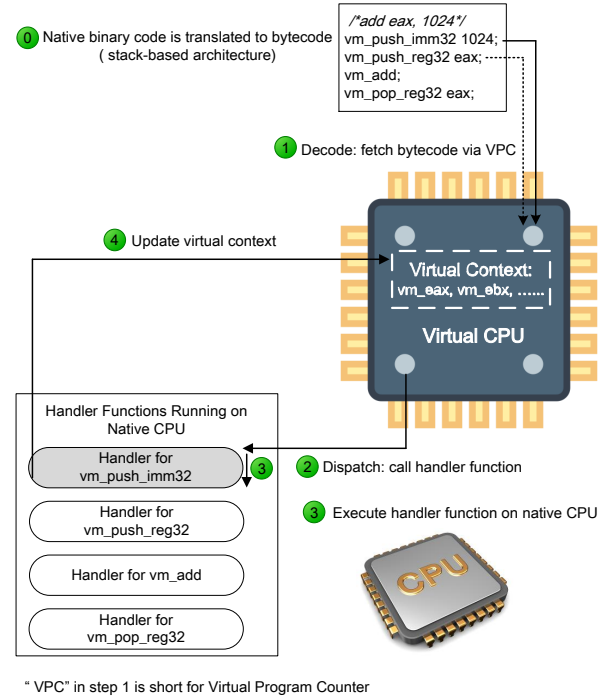 0 Native binary code is translated to bytecode
( stack-based architecture)
/*add eax, 1024*/
vm_push_imm32 1024;
vm_push_reg32 eax;
vm_add;
vm_pop_reg32 eax;
1 Decode: fetch bytecode via VPC
4 Update virtual context
Virtual Context:
vm_eax, vm_ebx, ......
Virtual CPU
Handler Functions Running on
Native CPU
Handler for
vm_push_imm32
3
2 Dispatch: call handler function
Handler for
vm_push_reg32
3 Execute handler function on native CPU
Handler for vm_add
CPU
Handler for
vm_pop_reg32
“ VPC” in step 1 is short for Virtual Program Counter